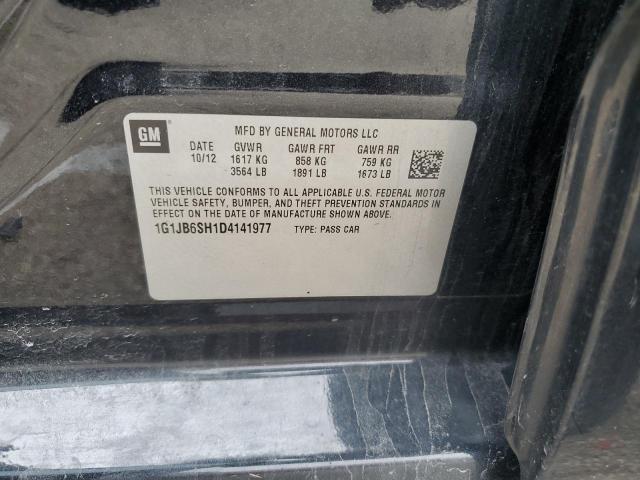 GM
MFD BY GENERAL MOTORS LLC
DATE GVWR GAWR FRT GAWR RR
10/12 1617 KG 858 KG 759 KG
3564 LB 1891 LB 1673 LB
THIS VEHICLE CONFORMS TO ALL APPLICABLE U.S. FEDERAL MOTOR
VEHICLE SAFETY, BUMPER, AND THEFT PREVENTION STANDARDS
IN EFFECT ON THE DATE OF MANUFACTURE SHOWN ABOVE.
1G1JB6SH1D4141977 TYPE: PASS CAR